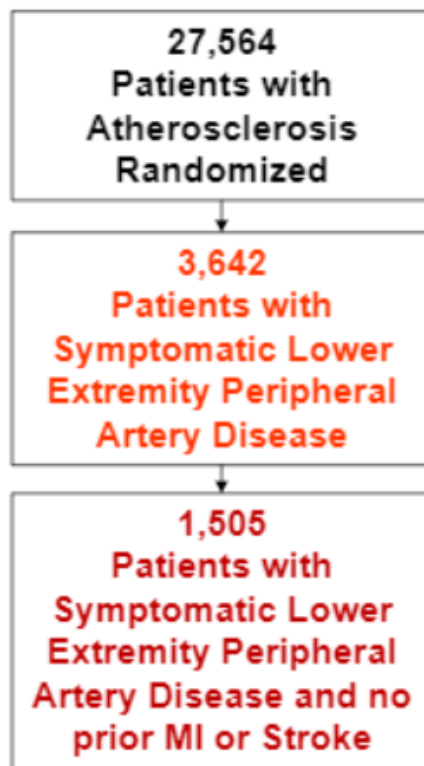 27,564
Patients with
Atherosclerosis
Randomized
3,642
Patients with
Symptomatic Lower
Extremity Peripheral
Artery Disease
1,505
Patients with
Symptomatic Lower
Extremity Peripheral
Artery Disease and no
prior MI or Stroke